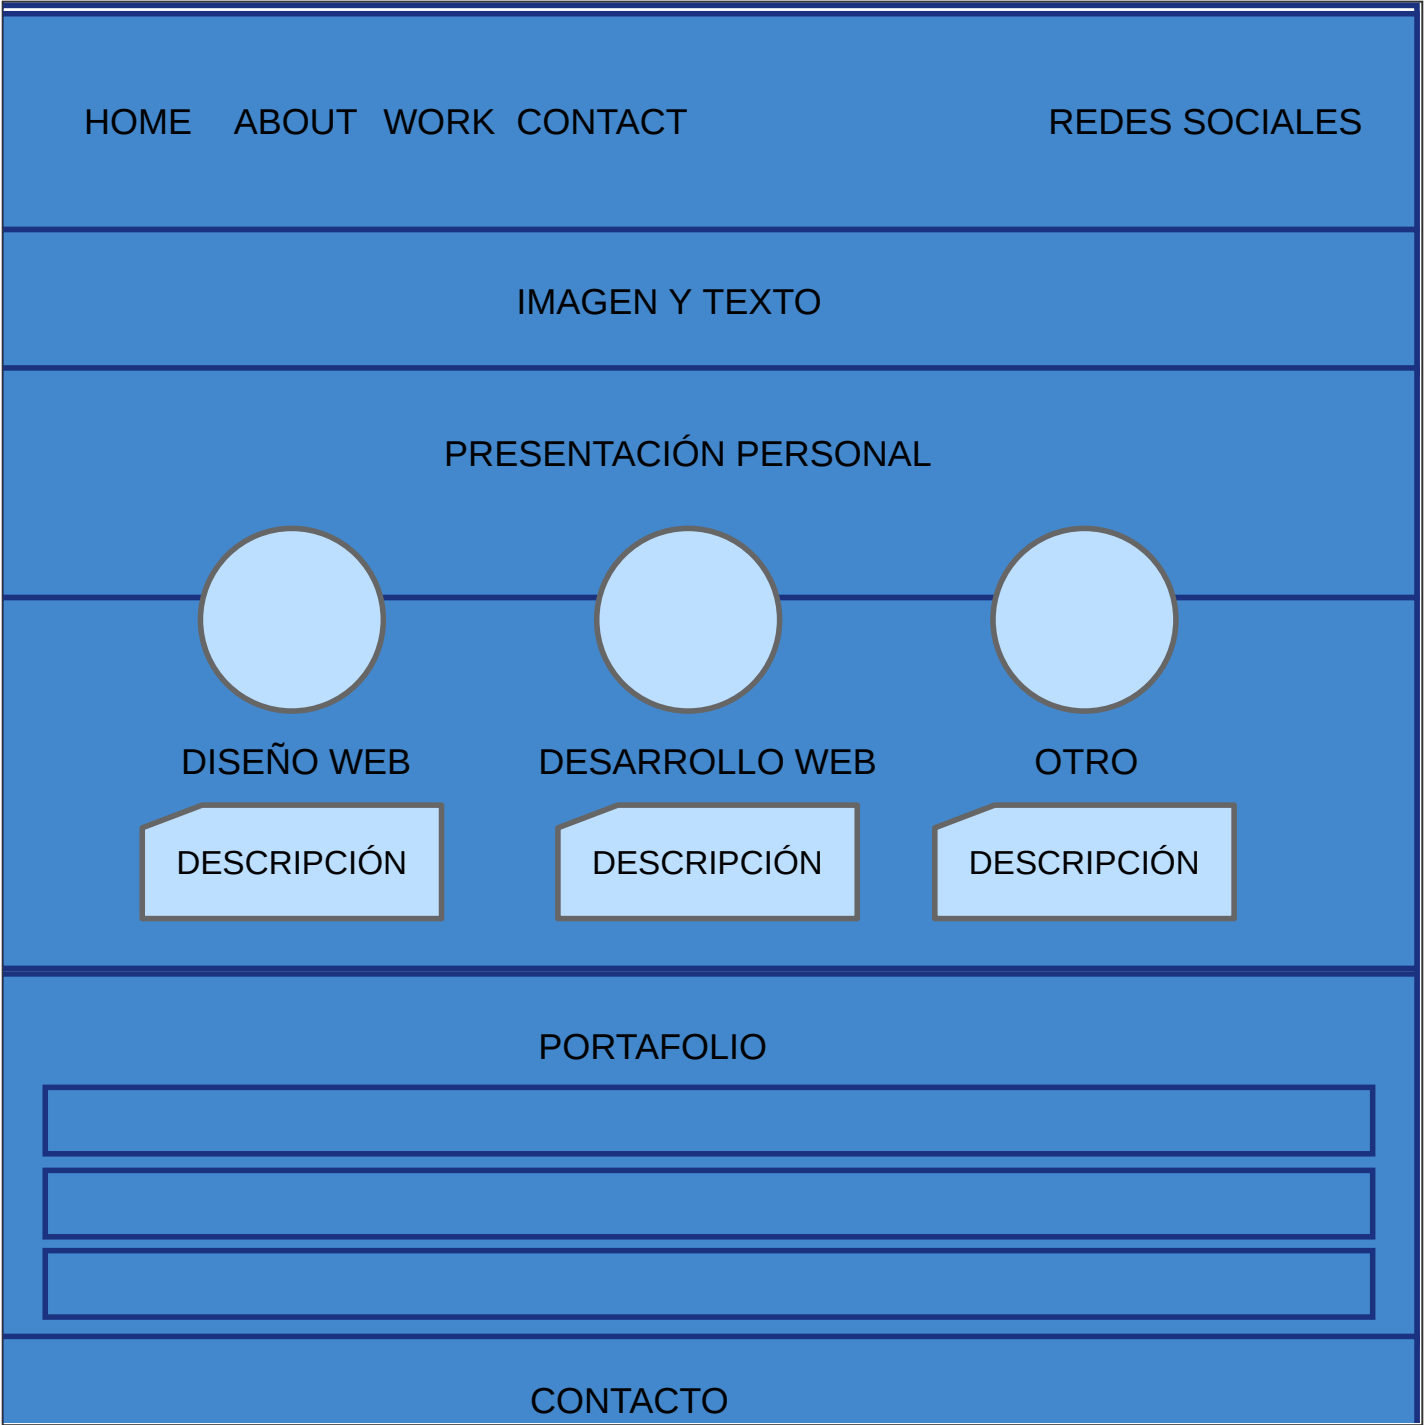 HOME ABOUT WORK CONTACT REDES SOCIALES
IMAGEN Y TEXTO
PRESENTACIÓN PERSONAL
DISEÑO WEB DESARROLLO WEB OTRO
DESCRIPCIÓN DESCRIPCIÓN DESCRIPCIÓN
PORTAFOLIO
CONTACTO